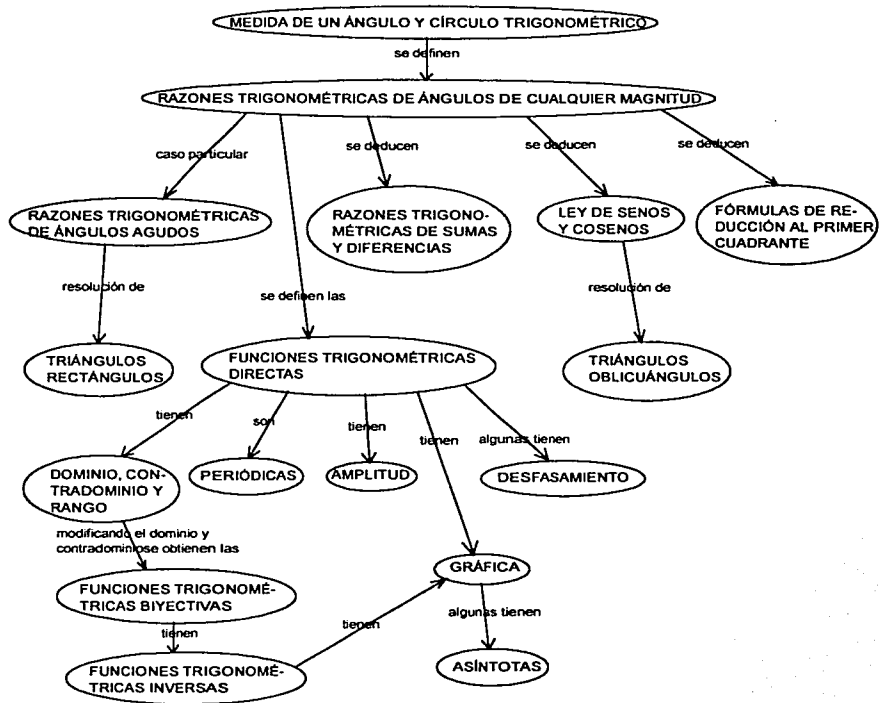 MEDIDA DE UN ÁNGULO Y CÍRCULO TRIGONOMÉTRICO
se definen
RAZONES TRIGONOMÉTRICAS DE ÁNGULOS DE CUALQUIER MAGNITUD
caso particular
se deducen
se deducen
se deducen
RAZONES TRIGONOMÉTRICAS
DE ÁNGULOS AGUDOS
RAZONES TRIGONO-
MÉTRICAS DE SUMAS
Y DIFERENCIAS
LEY DE SENOS
Y COSENOS
FÓRMULAS DE RE-
DUCCIÓN AL PRIMER
CUADRANTE
resolución de
se definen las
resolución de
TRIÁNGULOS
RECTÁNGULOS
FUNCIONES TRIGONOMÉTRICAS
DIRECTAS
TRIÁNGULOS
OBLICUÁNGULOS
tienen
son
tienen
tienen
algunas tienen
DOMINIO, CON-
TRADOMINIO Y
RANGO
PERIÓDICAS
AMPLITUD
DESFASAMIENTO
modificando el dominio y
contradominiose obtienen las
FUNCIONES TRIGONOMÉ-
TRICAS BIYECTIVAS
GRÁFICA
tienen
tienen
algunas tienen
FUNCIONES TRIGONOMÉ-
TRICAS INVERSAS
ASÍNTOTAS